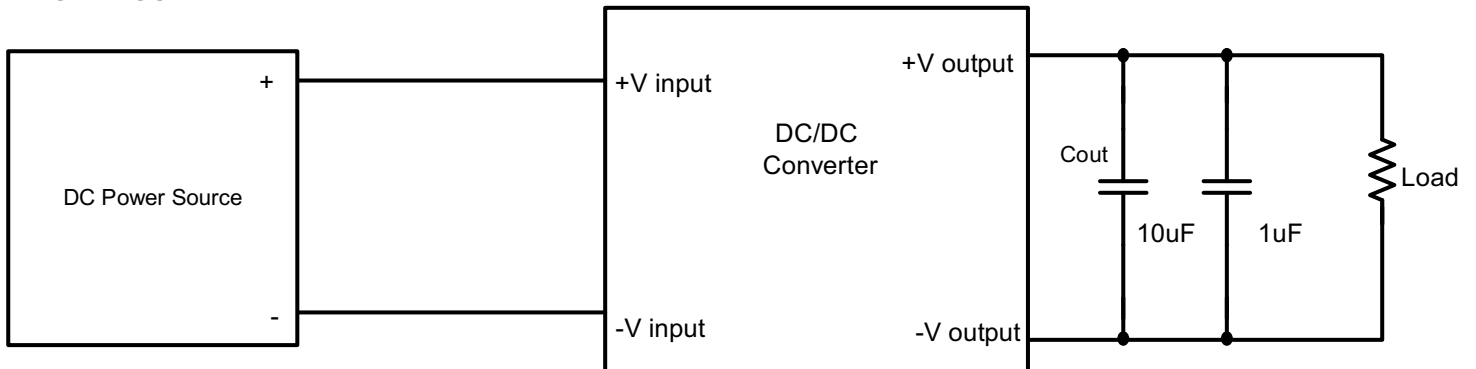 +V output
+
+V input
DC/DC
Converter
Cout
Load
DC Power Source
10uF
1uF
-
-V input
-V output